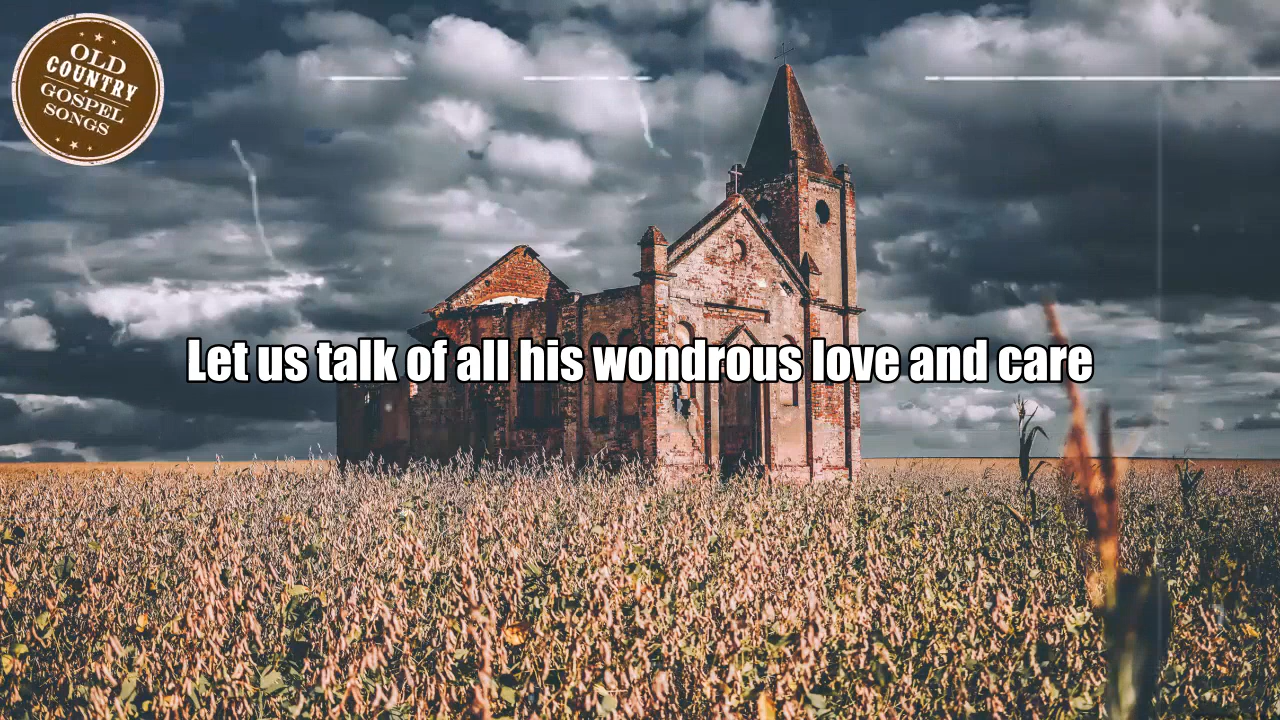 OLD
COUNTRY
GOSPEL
SONGS
Let us talk of all his wondrous love and care